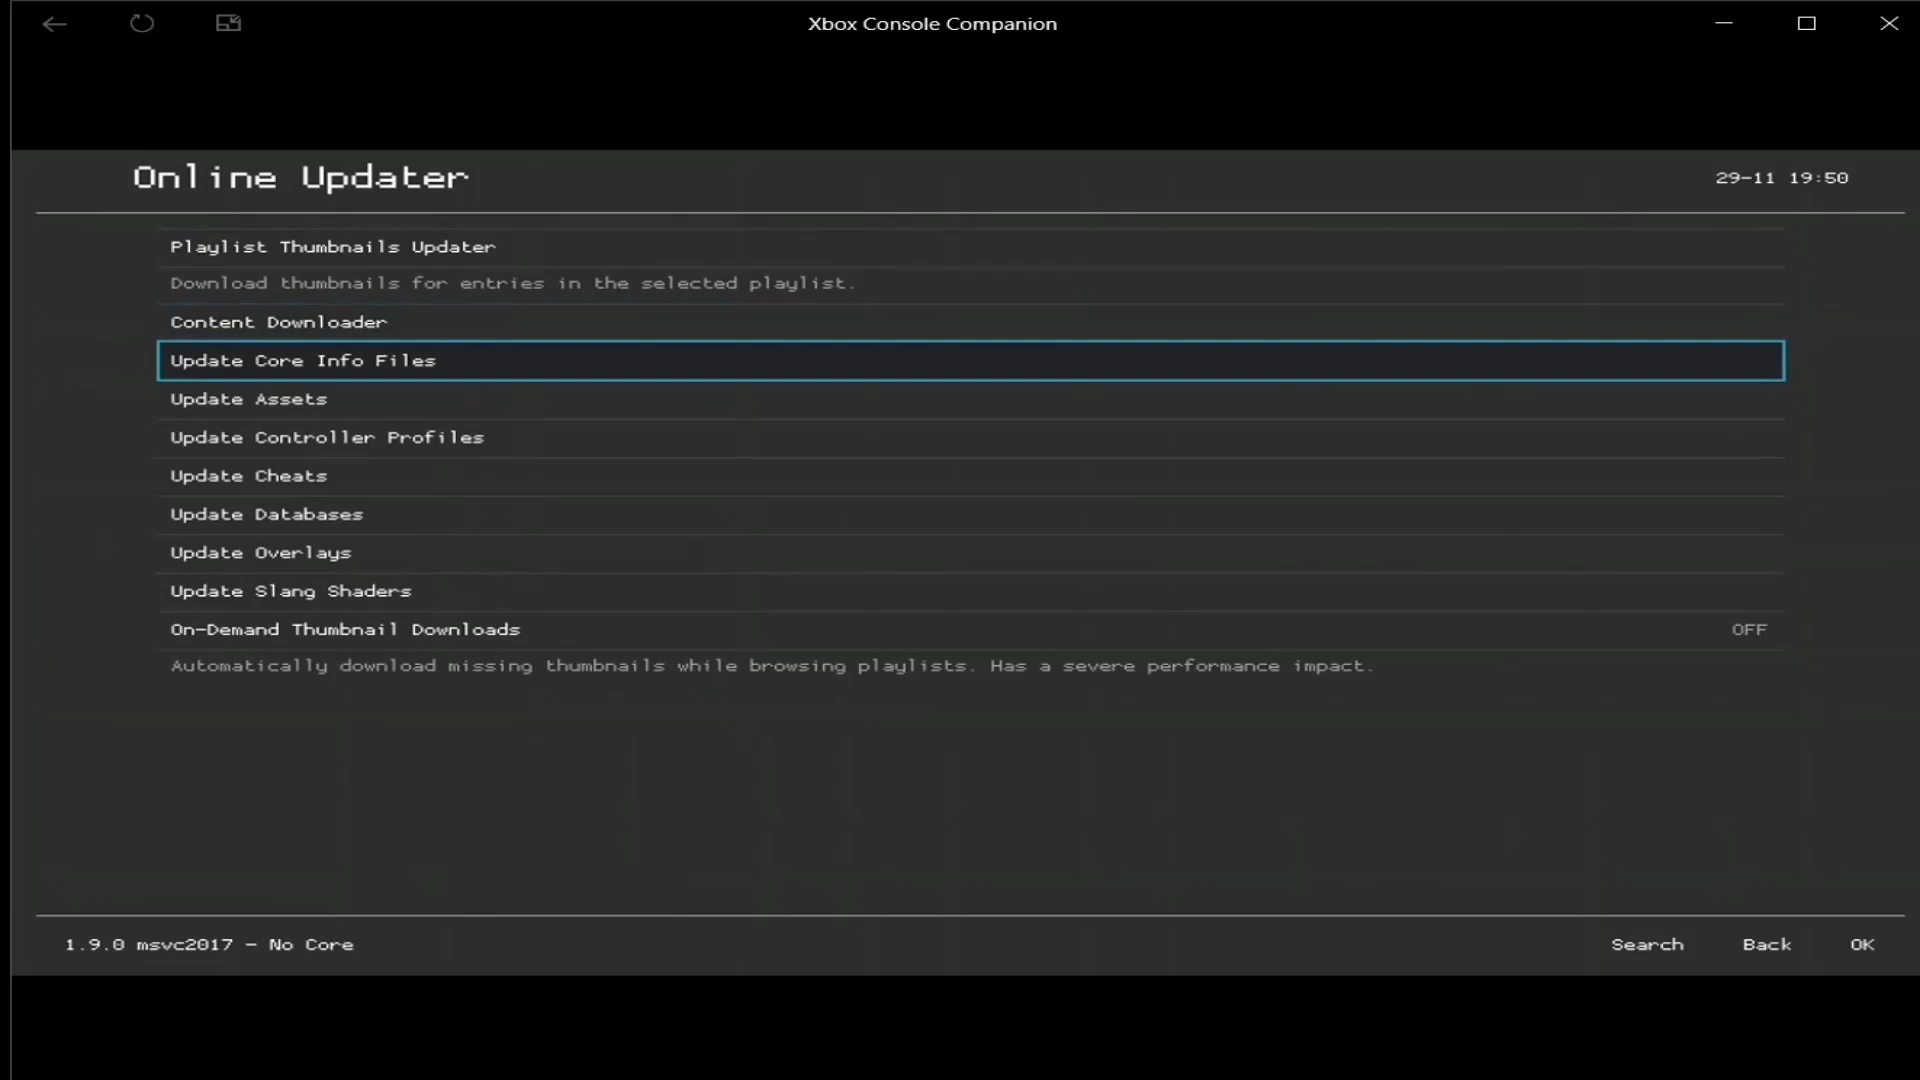 Xbox Console Companion
Online Updater
29-11 19:50
Playlist Thumbnails Updater
Download thumbnails for entries in the selected playlist.
Content Downloader
Update Core Info Files
Update Assets
Update Controller Profiles
Update Cheats
Update Databases
Update Overlays
Update Slang Shaders
On-Demand Thumbnail Downloads OFF
Automatically download missing thumbnails while browsing playlists. Has a severe performance impact.
1.9.0 msvc2017 - No Core
Search Back OK